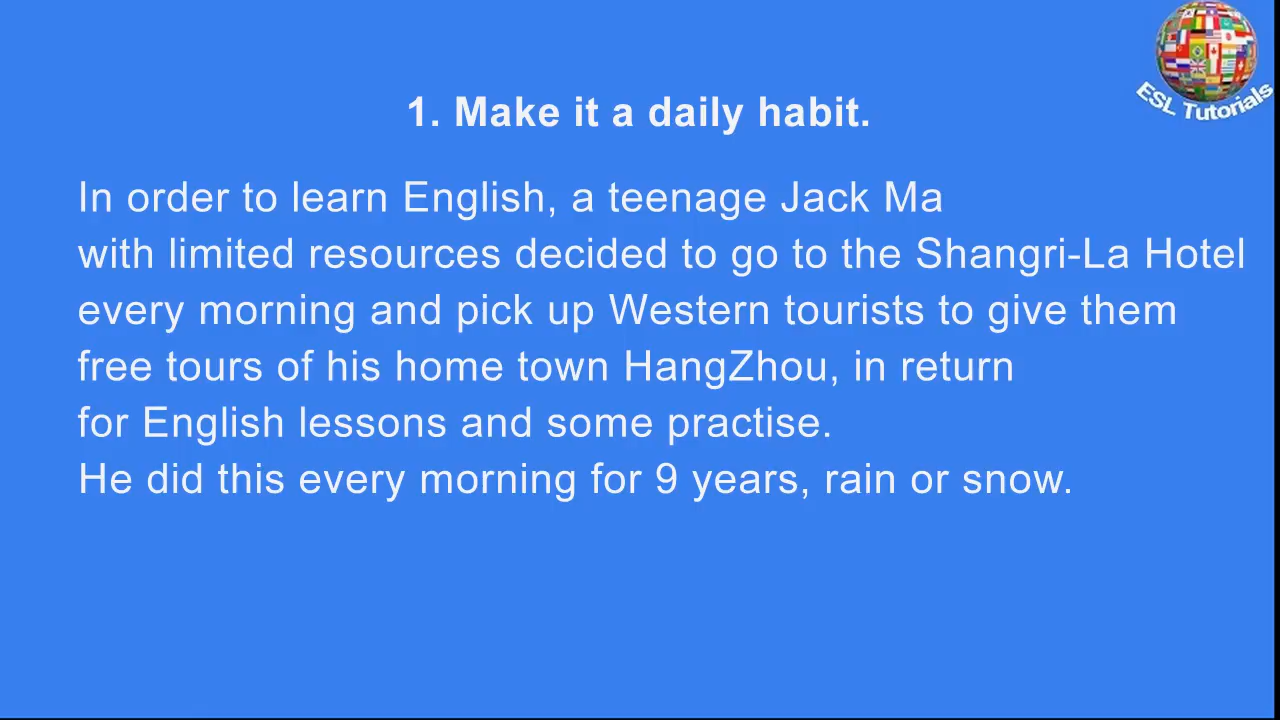 ESL Tutorials
1. Make it a daily habit.
In order to learn English, a teenage Jack Ma
with limited resources decided to go to the Shangri-La Hotel
every morning and pick up Western tourists to give them
free tours of his home town HangZhou, in return
for English lessons and some practise.
He did this every morning for 9 years, rain or snow.